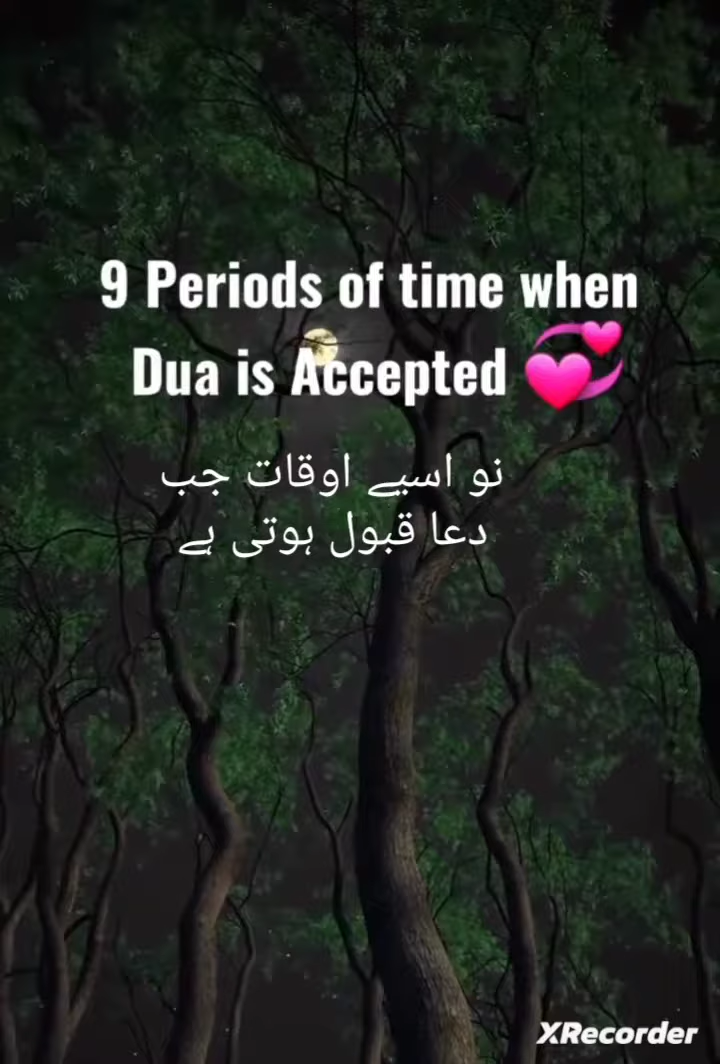 9 Periods of time when
Dua is Accepted 💞
نو اسیے اوقات جب
دعا قبول ہوتی ہے
XRecorder